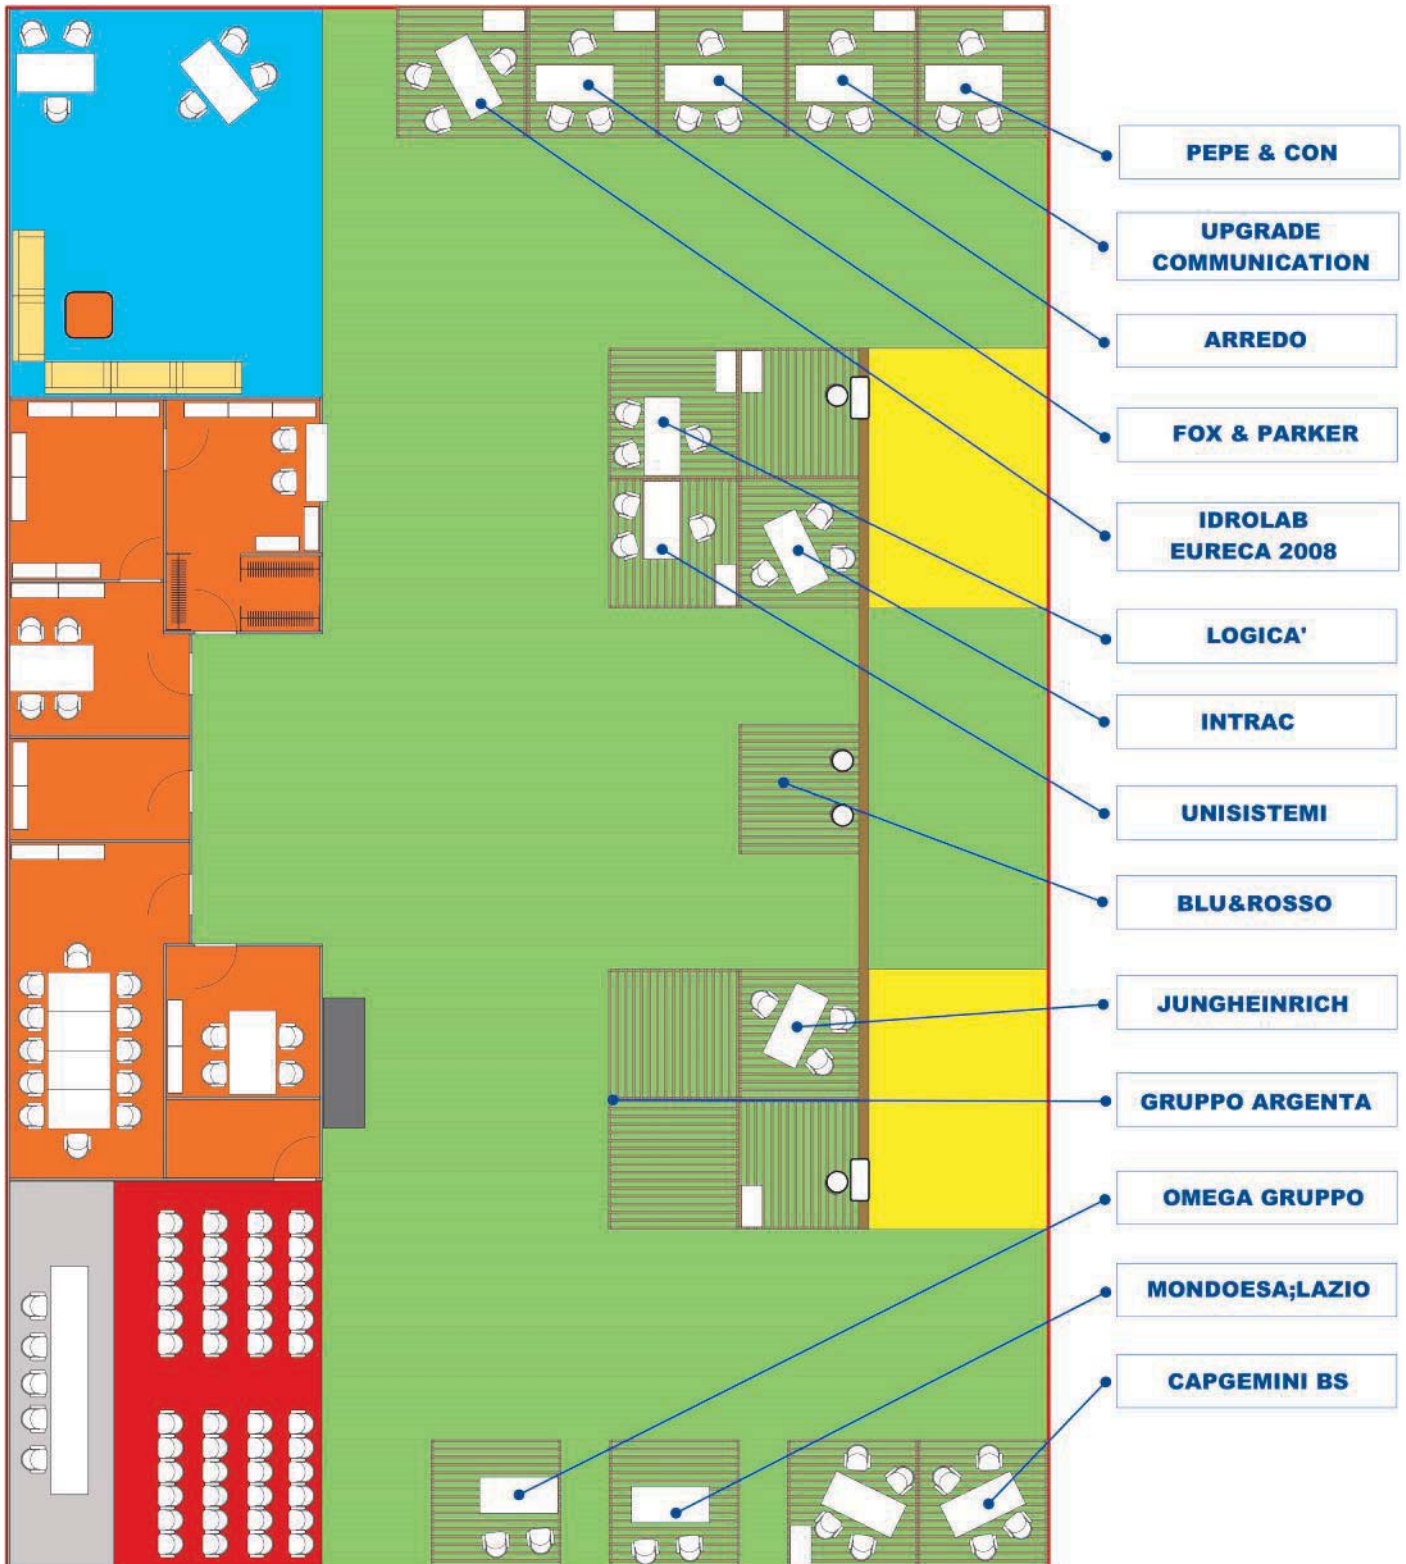 PEPE & CON
UPGRADE
COMMUNICATION
ARREDO
FOX & PARKER
IDROLAB
EURECA 2008
LOGICA'
INTRAC
UNISISTEMI
BLU&ROSSO
JUNGHEINRICH
GRUPPO ARGENTA
OMEGA GRUPPO
MONDOESA;LAZIO
CAPGEMINI BS